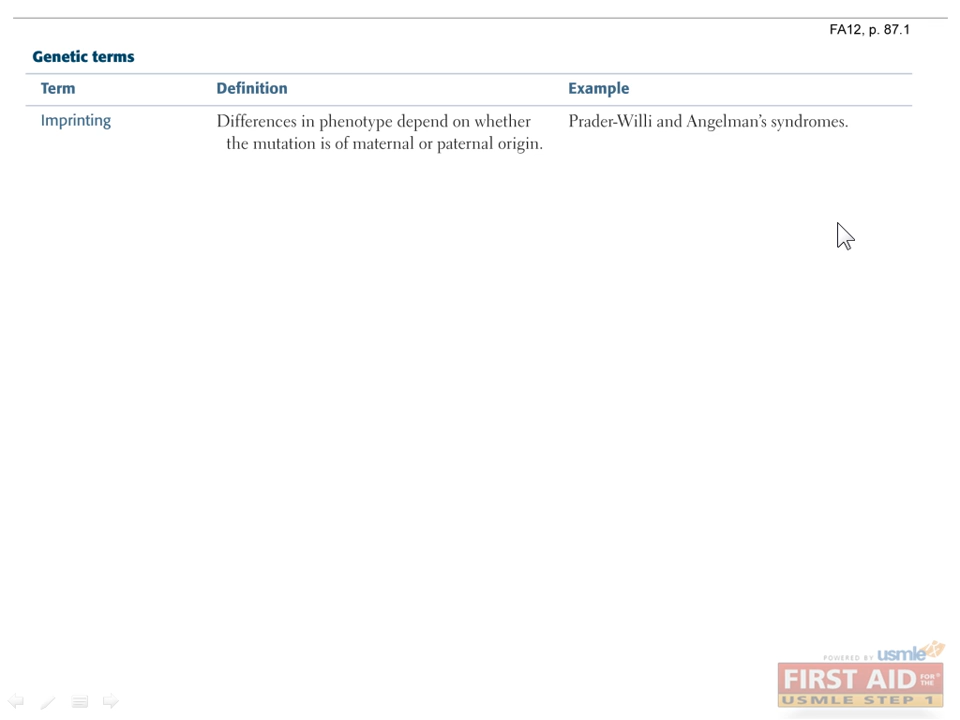 FA12, p. 87.1
Genetic terms
Term Definition Example
Imprinting Differences in phenotype depend on whether Prader-Willi and Angelman's syndromes.
the mutation is of maternal or paternal origin.
POWERED BY usmle
FIRST AID FOR THE
USMLE STEP 1